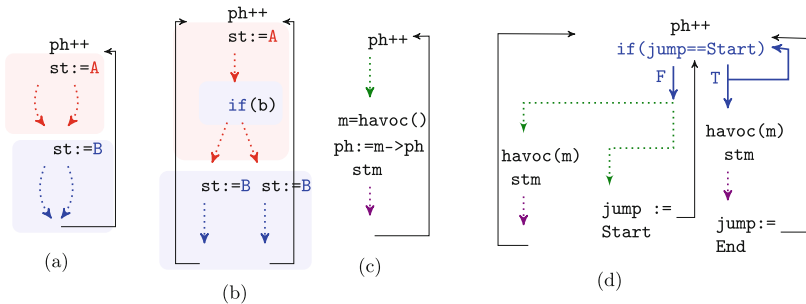 ph++
st:=A
st:=B
(a)
ph++
st:=A
if(b)
st:=B st:=B
(b)
ph++
m=havoc()
ph:=m->ph
stm
(c)
ph++
if(jump==Start)
F T
havoc(m)
stm
havoc(m)
stm
jump :=
Start
jump:=
End
(d)